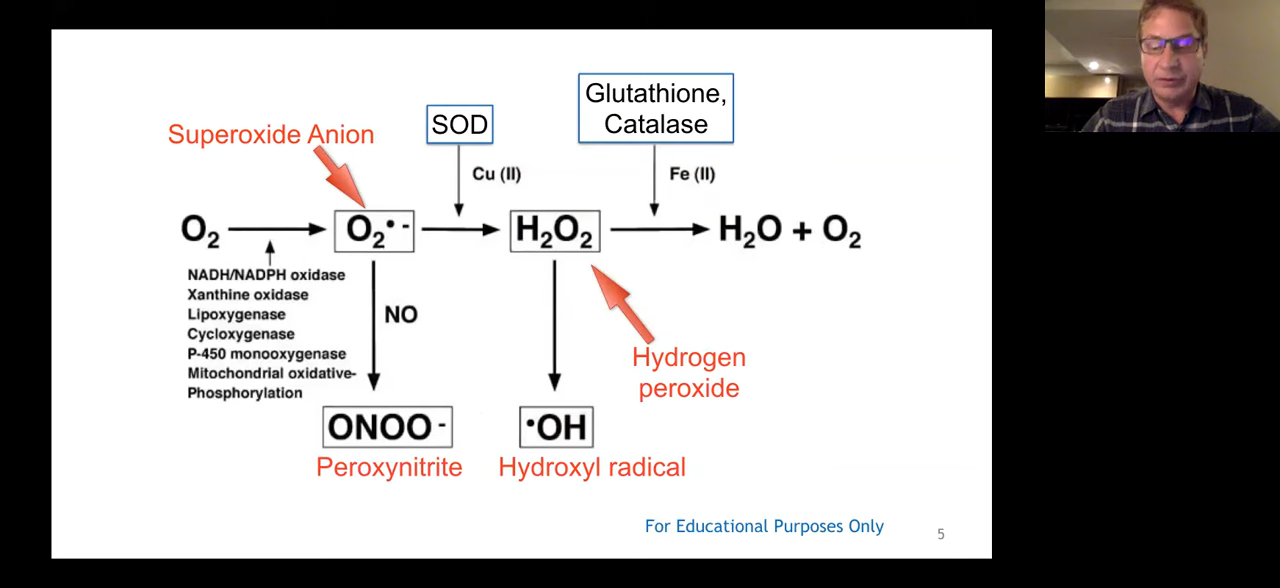 Glutathione,
Catalase
SOD
Superoxide Anion
Cu (II)
Fe (II)
O₂
O₂•-
H₂O₂
H₂O + O₂
NADH/NADPH oxidase
Xanthine oxidase
Lipoxygenase
Cycloxygenase
P-450 monooxygenase
Mitochondrial oxidative-
Phosphorylation
NO
Hydrogen
peroxide
ONOO-
•OH
Peroxynitrite
Hydroxyl radical
For Educational Purposes Only
5